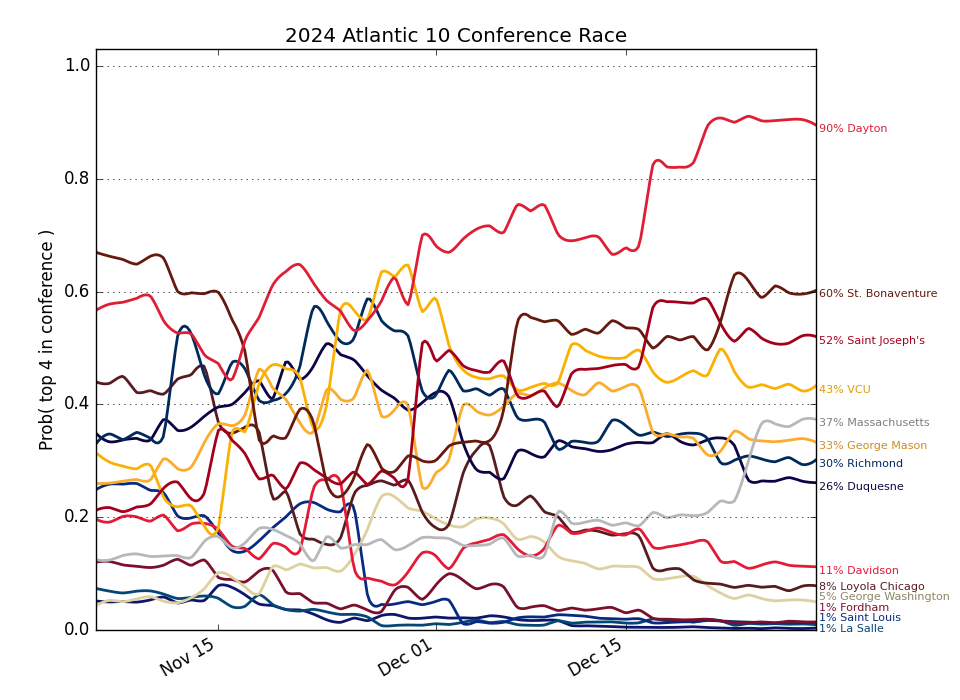 2024 Atlantic 10 Conference Race
Prob( top 4 in conference )
1.0
0.8
0.6
0.4
0.2
0.0
Nov 15
Dec 01
Dec 15
90% Dayton
60% St. Bonaventure
52% Saint Joseph's
43% VCU
37% Massachusetts
33% George Mason
30% Richmond
26% Duquesne
11% Davidson
8% Loyola Chicago
5% George Washington
1% Fordham
1% Saint Louis
1% La Salle